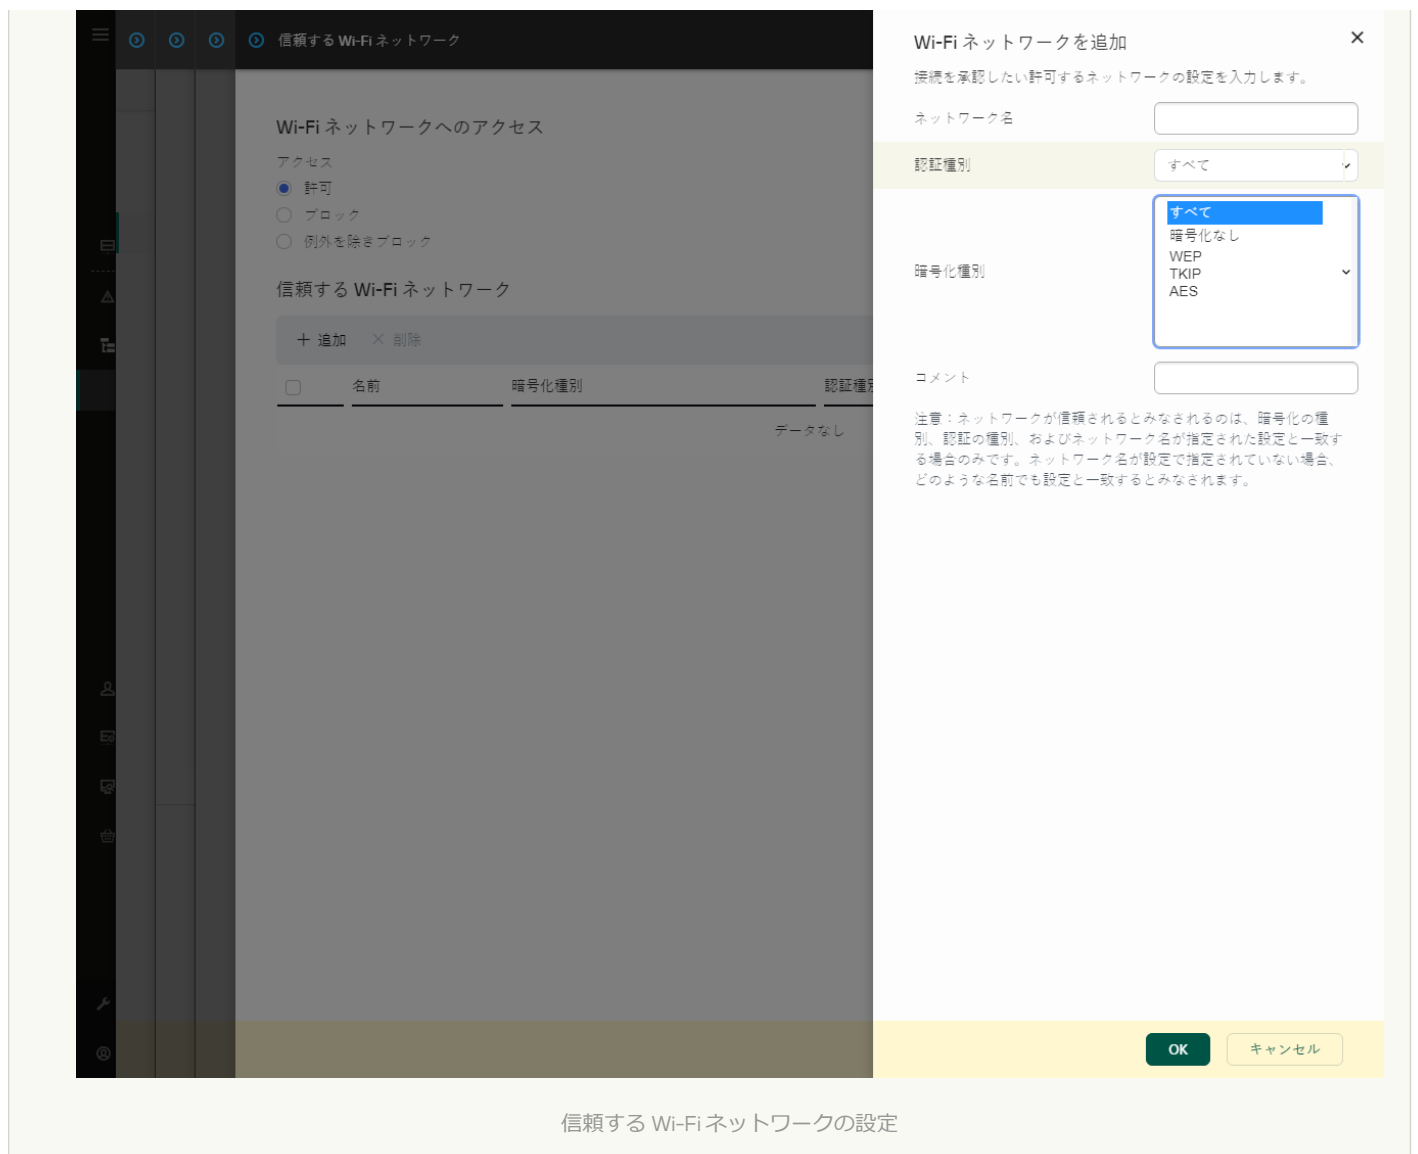 信頼する Wi-Fi ネットワーク
Wi-Fi ネットワークへのアクセス
アクセス
許可
ブロック
例外を除きブロック
信頼する Wi-Fi ネットワーク
+ 追加 × 削除
名前 暗号化種別 認証種別
データなし
Wi-Fi ネットワークを追加
接続を承認したい許可するネットワークの設定を入力します。
ネットワーク名
認証種別 すべて
暗号化種別
すべて
暗号化なし
WEP
TKIP
AES
コメント
注意：ネットワークが信頼されるとみなされるのは、暗号化の種
別、認証の種別、およびネットワーク名が指定された設定と一致す
る場合のみです。ネットワーク名が設定で指定されていない場合、
どのような名前でも設定と一致するとみなされます。
OK キャンセル
信頼する Wi-Fi ネットワークの設定